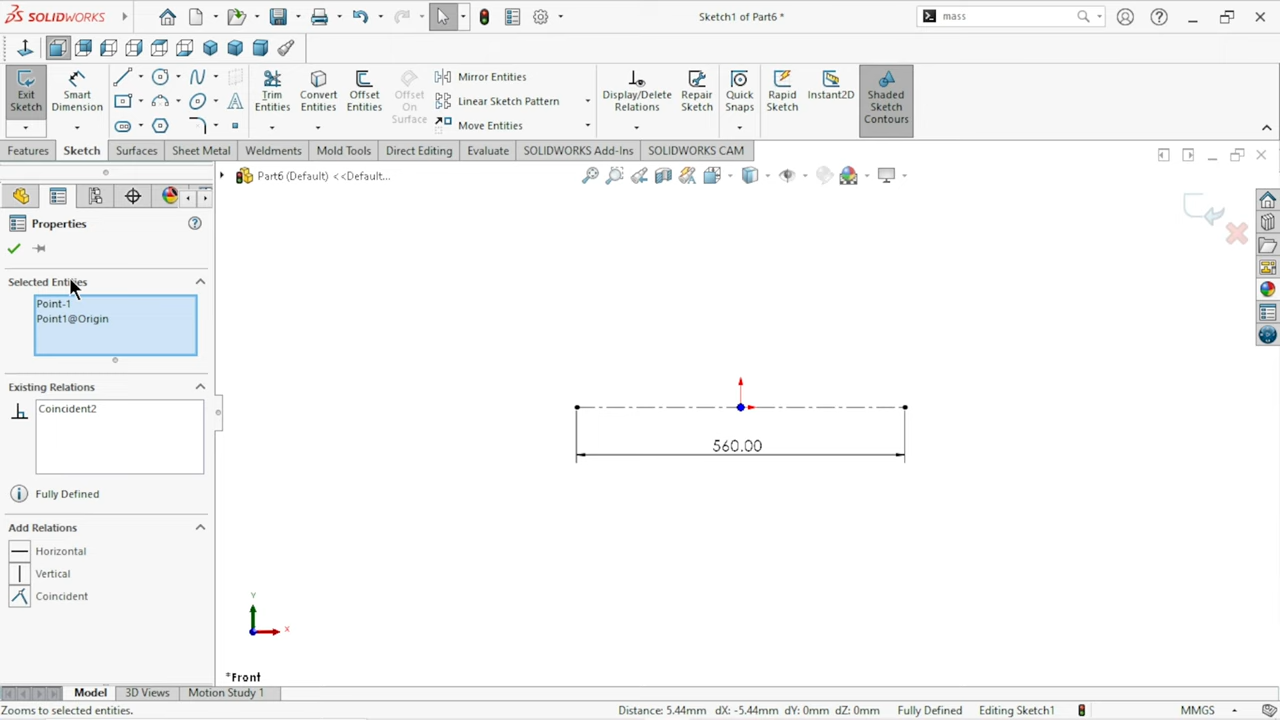 SOLIDWORKS
Sketch1 of Part6 *
mass
Exit Sketch
Smart Dimension
Trim Entities
Convert Entities
Offset Entities
Offset On Surface
Mirror Entities
Linear Sketch Pattern
Move Entities
Display/Delete Relations
Repair Sketch
Quick Snaps
Rapid Sketch
Instant2D
Shaded Sketch Contours
Features
Sketch
Surfaces
Sheet Metal
Weldments
Mold Tools
Direct Editing
Evaluate
SOLIDWORKS Add-Ins
SOLIDWORKS CAM
Part6 (Default) <<Default...
Properties
Selected Entities
Point-1
Point1@Origin
Existing Relations
Coincident2
Fully Defined
Add Relations
Horizontal
Vertical
Coincident
560.00
Y
X
*Front
Model
3D Views
Motion Study 1
Zooms to selected entities.
Distance: 5.44mm dX: -5.44mm dY: 0mm dZ: 0mm
Fully Defined
Editing Sketch1
MMGS